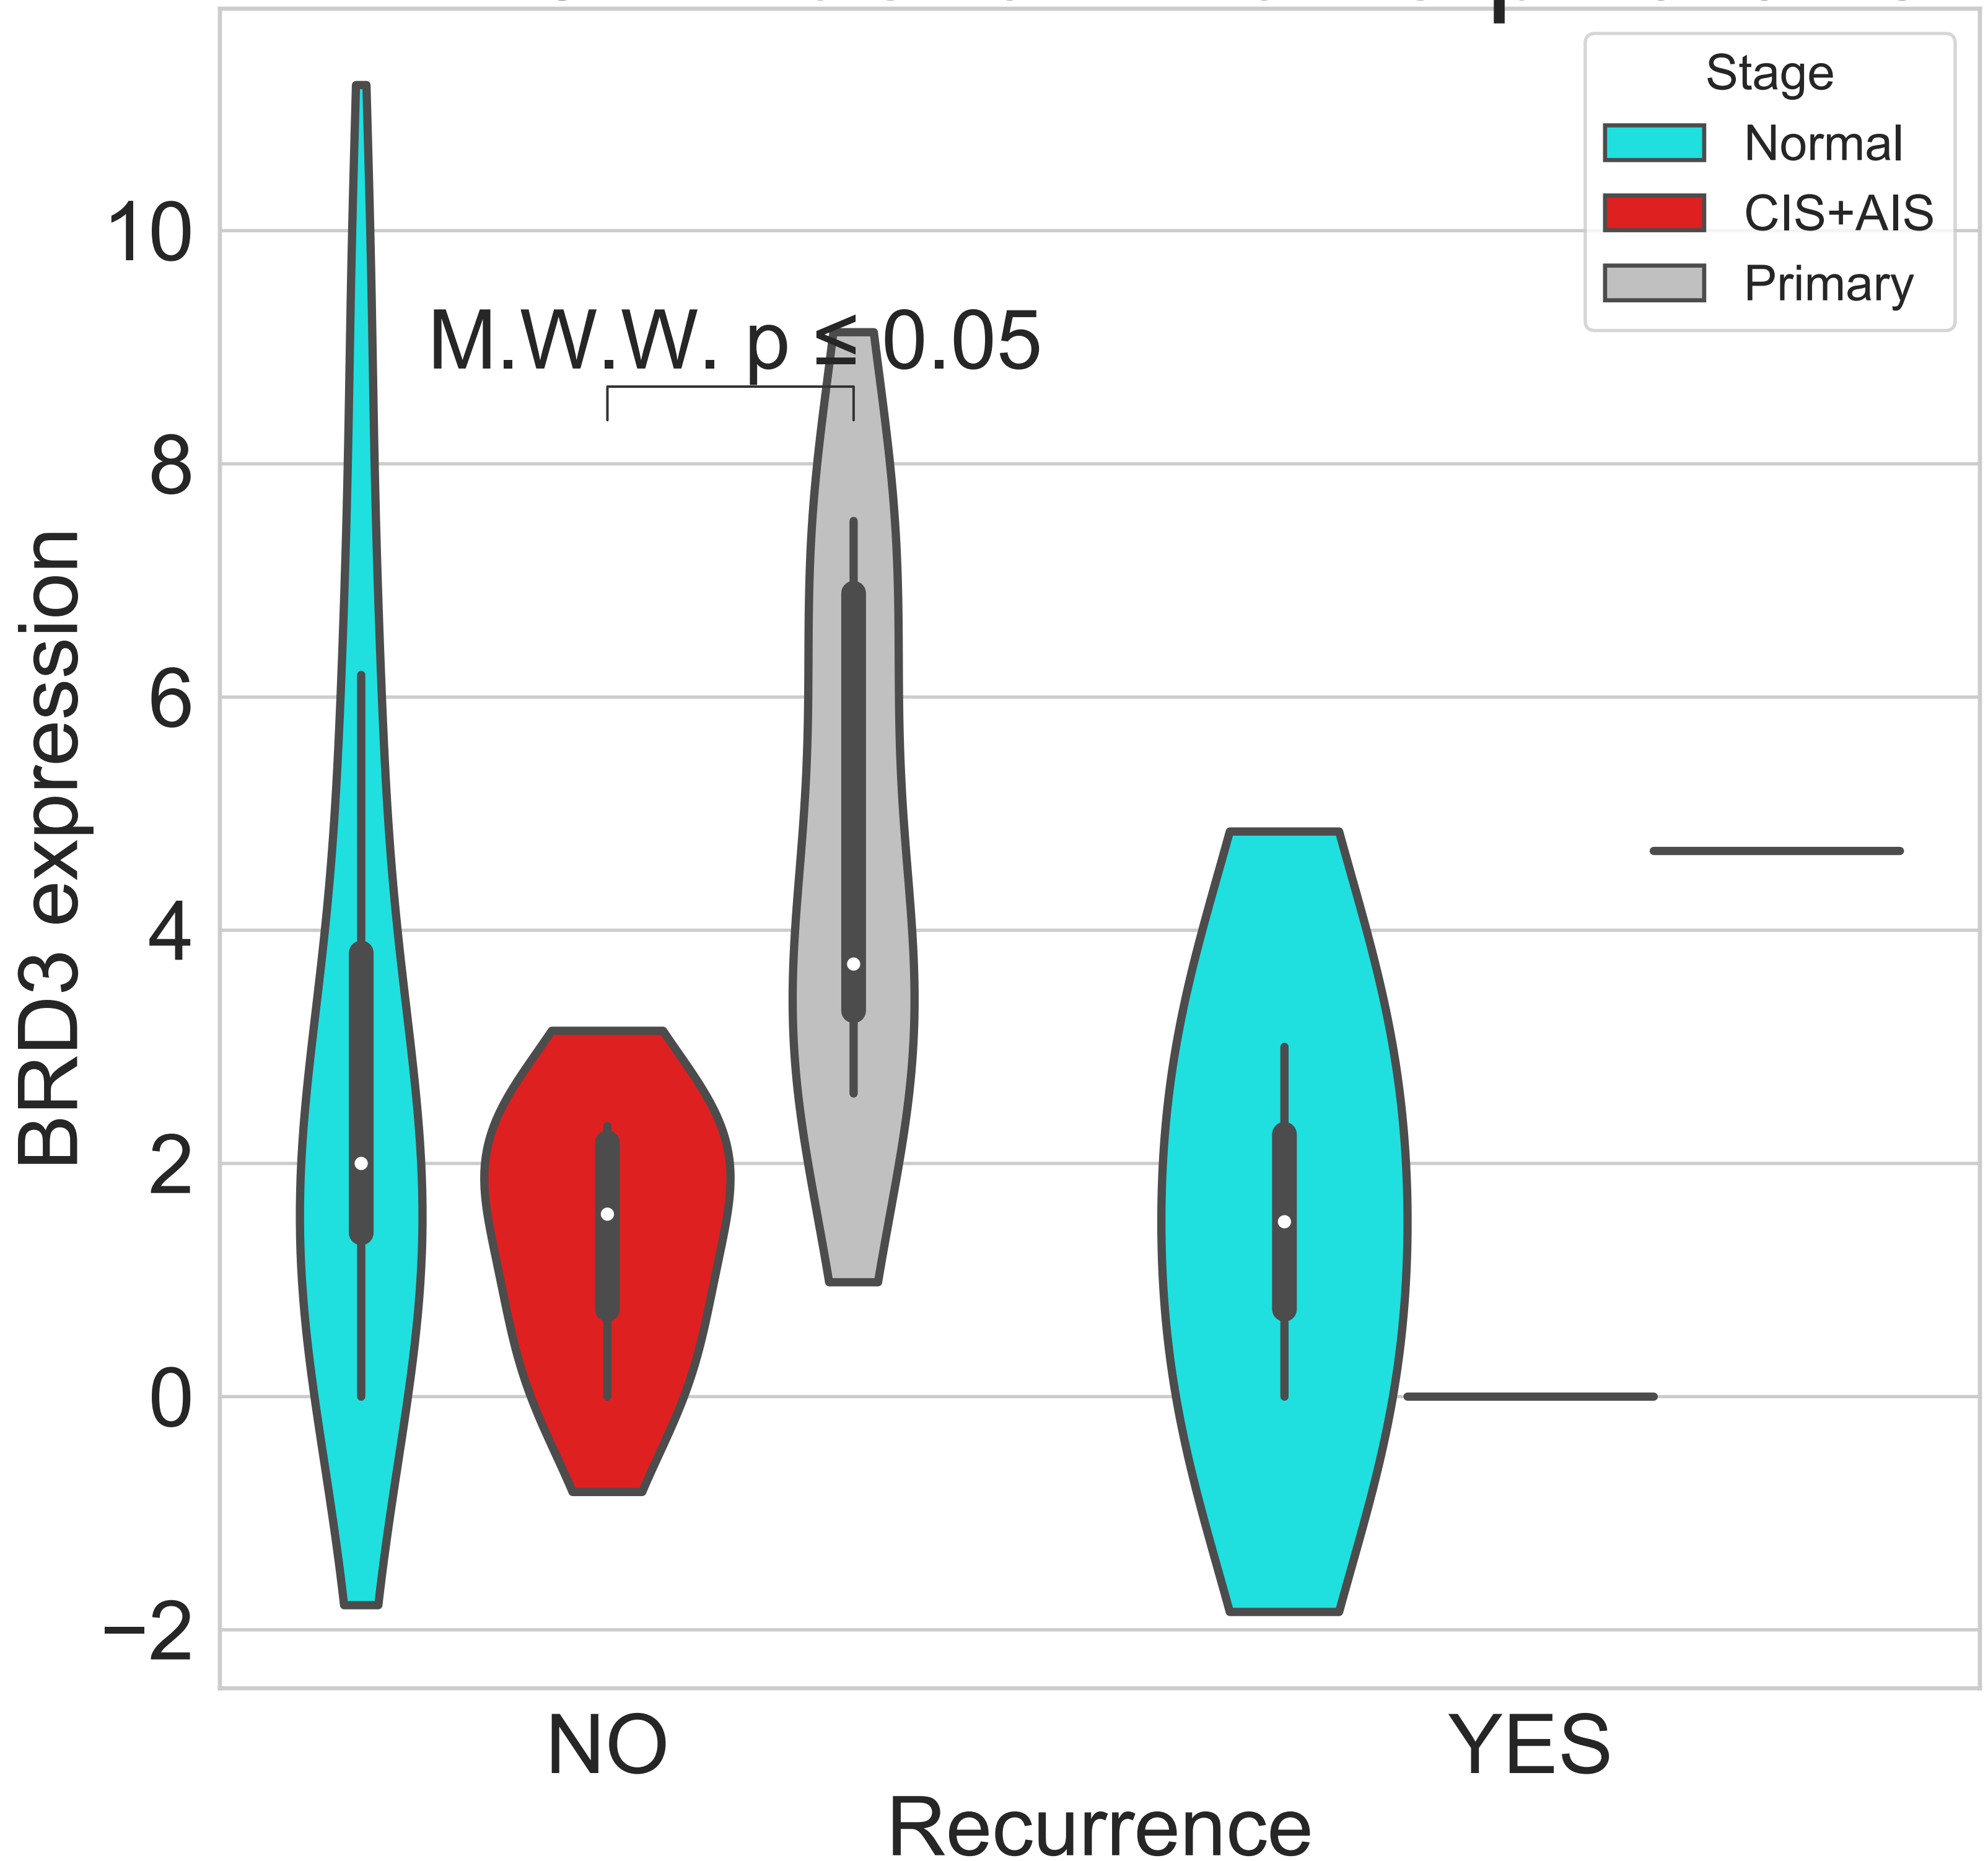 Stage
Normal
CIS+AIS
Primary
M.W.W. p ≤ 0.05
10
8
6
4
2
0
−2
BRD3 expression
NO
YES
Recurrence